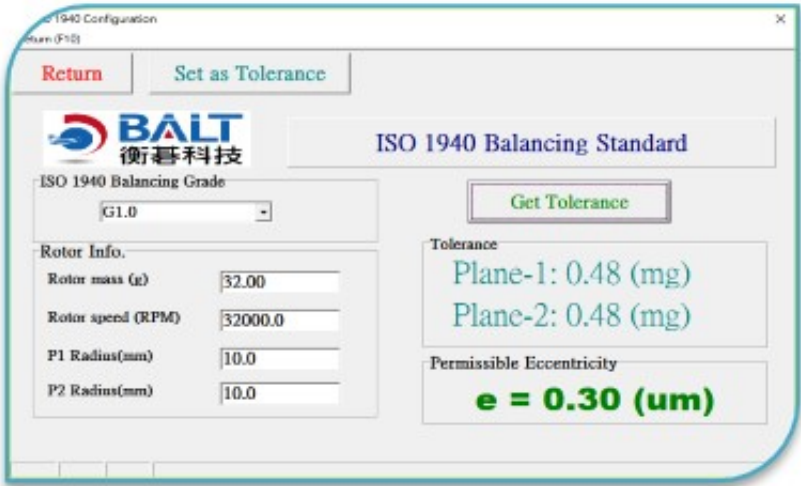 1940 Configuration
eturn (F10)
Return
Set as Tolerance
BALT
衡碁科技
ISO 1940 Balancing Standard
ISO 1940 Balancing Grade
G1.0
Get Tolerance
Rotor Info.
Rotor mass (g) 32.00
Rotor speed (RPM) 32000.0
P1 Radius(mm) 10.0
P2 Radius(mm) 10.0
Tolerance
Plane-1: 0.48 (mg)
Plane-2: 0.48 (mg)
Permissible Eccentricity
e = 0.30 (um)